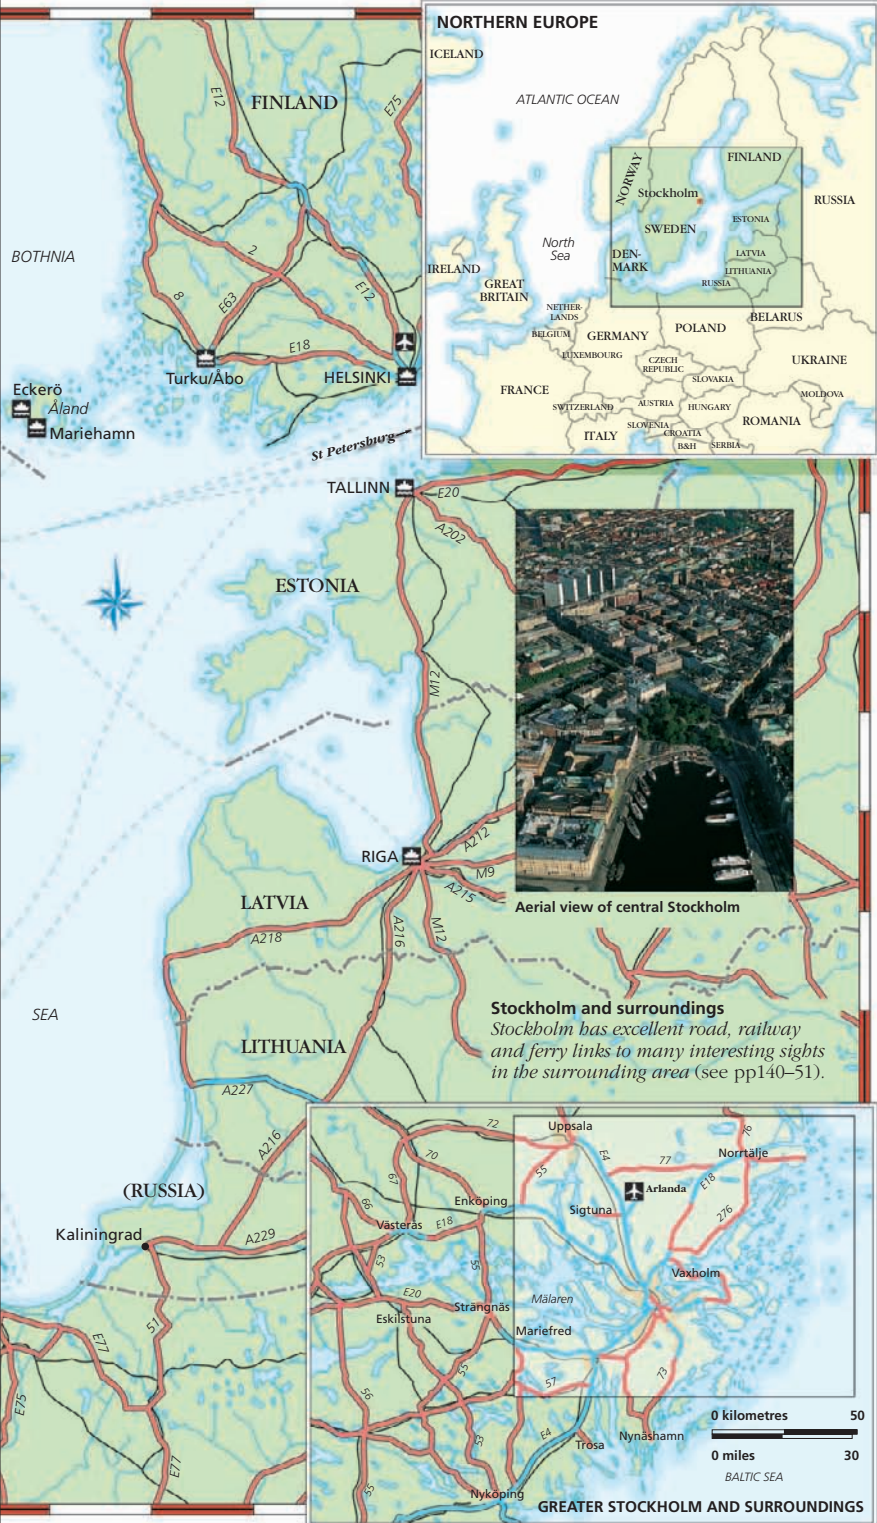 NORTHERN EUROPE
ICELAND
ATLANTIC OCEAN
NORWAY
FINLAND
RUSSIA
Stockholm
SWEDEN
ESTONIA
North
Sea
DEN-
MARK
LATVIA
LITHUANIA
RUSSIA
IRELAND
GREAT
BRITAIN
NETHER-
LANDS
BELGIUM
LUXEMBOURG
GERMANY
POLAND
BELARUS
CZECH
REPUBLIC
SLOVAKIA
UKRAINE
FRANCE
SWITZERLAND
AUSTRIA
HUNGARY
MOLDOVA
ITALY
SLOVENIA
CROATIA
B&H
SERBIA
ROMANIA
E12
FINLAND
E75
BOTHNIA
2
8
E63
E12
E18
Turku/Åbo
HELSINKI
Eckerö
Åland
Mariehamn
St Petersburg
TALLINN
E20
A202
ESTONIA
M12
RIGA
A212
M9
A215
LATVIA
A218
A216
M12
Aerial view of central Stockholm
SEA
Stockholm and surroundings
Stockholm has excellent road, railway
and ferry links to many interesting sights
in the surrounding area (see pp140–51).
LITHUANIA
A227
A216
(RUSSIA)
Kaliningrad
A229
51
E77
E75
E77
72
Uppsala
76
70
E4
77
Norrtälje
67
55
Arlanda
E18
66
Enköping
Sigtuna
276
Västerås
E18
53
55
Vaxholm
E20
Strängnäs
Mälaren
Eskilstuna
Mariefred
55
57
73
56
53
E4
Trosa
Nynäshamn
55
Nyköping
0 kilometres 50
0 miles 30
BALTIC SEA
GREATER STOCKHOLM AND SURROUNDINGS